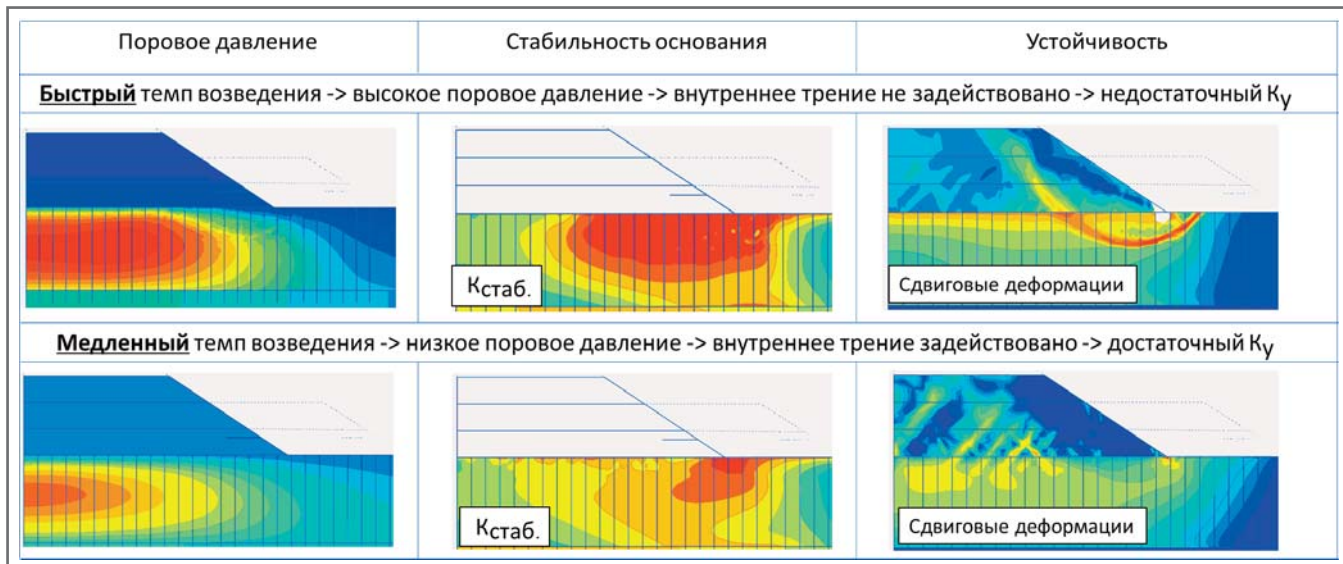 Поровое давление
Стабильность основания
Устойчивость
Быстрый темп возведения -> высокое поровое давление -> внутреннее трение не задействовано -> недостаточный Ку
Кстаб.
Сдвиговые деформации
Медленный темп возведения -> низкое поровое давление -> внутреннее трение задействовано -> достаточный Ку
Кстаб.
Сдвиговые деформации